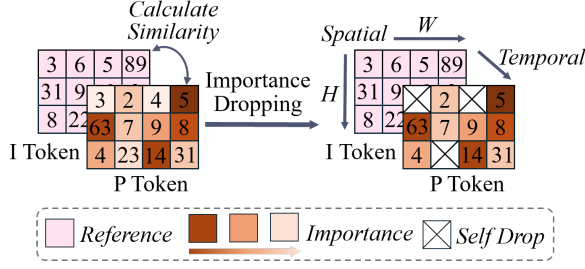 Calculate
Similarity
3 6 5 89
31 9
8 22
3 2 4 5
63 7 9 8
4 23 14 31
I Token
P Token
Importance
Dropping
Spatial W
H
Temporal
3 6 5 89
31 9
8 22
2 5
63 7 9 8
4 14 31
I Token
P Token
Reference Importance Self Drop